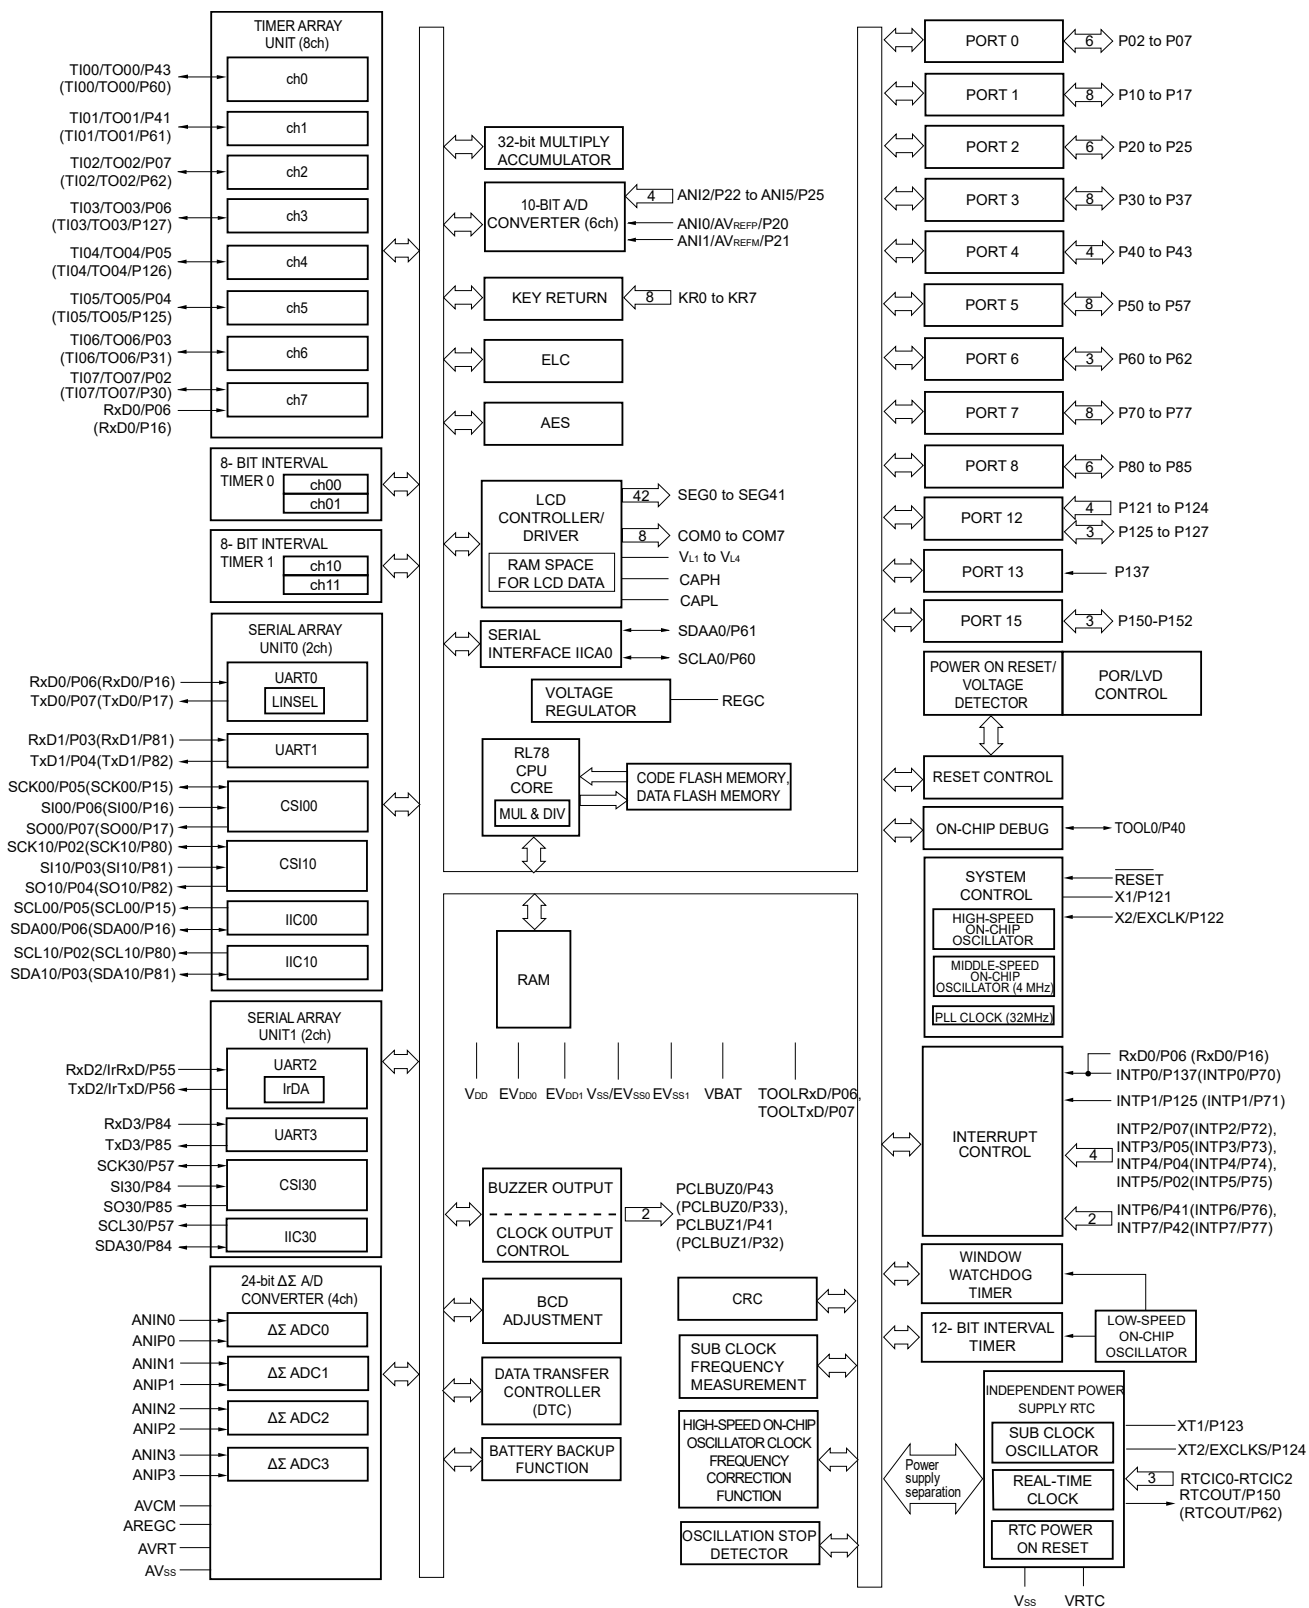 TIMER ARRAY
UNIT (8ch)
TI00/TO00/P43
(TI00/TO00/P60)
ch0
TI01/TO01/P41
(TI01/TO01/P61)
ch1
TI02/TO02/P07
(TI02/TO02/P62)
ch2
TI03/TO03/P06
(TI03/TO03/P127)
ch3
TI04/TO04/P05
(TI04/TO04/P126)
ch4
TI05/TO05/P04
(TI05/TO05/P125)
ch5
TI06/TO06/P03
(TI06/TO06/P31)
ch6
TI07/TO07/P02
(TI07/TO07/P30)
RxD0/P06
(RxD0/P16)
ch7
8- BIT INTERVAL
TIMER 0
ch00
ch01
8- BIT INTERVAL
TIMER 1
ch10
ch11
SERIAL ARRAY
UNIT0 (2ch)
RxD0/P06(RxD0/P16)
TxD0/P07(TxD0/P17)
UART0
LINSEL
RxD1/P03(RxD1/P81)
TxD1/P04(TxD1/P82)
UART1
SCK00/P05(SCK00/P15)
SI00/P06(SI00/P16)
SO00/P07(SO00/P17)
CSI00
SCK10/P02(SCK10/P80)
SI10/P03(SI10/P81)
SO10/P04(SO10/P82)
CSI10
SCL00/P05(SCL00/P15)
SDA00/P06(SDA00/P16)
IIC00
SCL10/P02(SCL10/P80)
SDA10/P03(SDA10/P81)
IIC10
SERIAL ARRAY
UNIT1 (2ch)
RxD2/IrRxD/P55
TxD2/IrTxD/P56
UART2
IrDA
RxD3/P84
TxD3/P85
UART3
SCK30/P57
SI30/P84
SO30/P85
CSI30
SCL30/P57
SDA30/P84
IIC30
24-bit ΔΣ A/D
CONVERTER (4ch)
ANIN0
ANIP0
ΔΣ ADC0
ANIN1
ANIP1
ΔΣ ADC1
ANIN2
ANIP2
ΔΣ ADC2
ANIN3
ANIP3
ΔΣ ADC3
AVCM
AREGC
AVRT
AVss
32-bit MULTIPLY
ACCUMULATOR
10-BIT A/D
CONVERTER (6ch)
4
ANI2/P22 to ANI5/P25
ANI0/AVREFP/P20
ANI1/AVREFM/P21
KEY RETURN
8
KR0 to KR7
ELC
AES
LCD
CONTROLLER/
DRIVER
RAM SPACE
FOR LCD DATA
42
SEG0 to SEG41
8
COM0 to COM7
VL1 to VL4
CAPH
CAPL
SERIAL
INTERFACE IICA0
SDAA0/P61
SCLA0/P60
VOLTAGE
REGULATOR
REGC
RL78
CPU
CORE
MUL & DIV
CODE FLASH MEMORY,
DATA FLASH MEMORY
RAM
VDD EVDD0 EVDD1 VSS/EVSS0 EVSS1 VBAT TOOLRxD/P06,
TOOLTxD/P07
BUZZER OUTPUT
CLOCK OUTPUT
CONTROL
2
PCLBUZ0/P43
(PCLBUZ0/P33),
PCLBUZ1/P41
(PCLBUZ1/P32)
BCD
ADJUSTMENT
DATA TRANSFER
CONTROLLER
(DTC)
BATTERY BACKUP
FUNCTION
CRC
SUB CLOCK
FREQUENCY
MEASUREMENT
HIGH-SPEED ON-CHIP
OSCILLATOR CLOCK
FREQUENCY
CORRECTION
FUNCTION
OSCILLATION STOP
DETECTOR
PORT 0
6
P02 to P07
PORT 1
8
P10 to P17
PORT 2
6
P20 to P25
PORT 3
8
P30 to P37
PORT 4
4
P40 to P43
PORT 5
8
P50 to P57
PORT 6
3
P60 to P62
PORT 7
8
P70 to P77
PORT 8
6
P80 to P85
PORT 12
4
P121 to P124
3
P125 to P127
PORT 13
P137
PORT 15
3
P150-P152
POWER ON RESET/
VOLTAGE
DETECTOR
POR/LVD
CONTROL
RESET CONTROL
ON-CHIP DEBUG
TOOL0/P40
SYSTEM
CONTROL
HIGH-SPEED
ON-CHIP
OSCILLATOR
MIDDLE-SPEED
ON-CHIP
OSCILLATOR (4 MHz)
PLL CLOCK (32MHz)
RESET
X1/P121
X2/EXCLK/P122
INTERRUPT
CONTROL
RxD0/P06 (RxD0/P16)
INTP0/P137(INTP0/P70)
INTP1/P125 (INTP1/P71)
4
INTP2/P07(INTP2/P72),
INTP3/P05(INTP3/P73),
INTP4/P04(INTP4/P74),
INTP5/P02(INTP5/P75)
2
INTP6/P41(INTP6/P76),
INTP7/P42(INTP7/P77)
WINDOW
WATCHDOG
TIMER
12- BIT INTERVAL
TIMER
LOW-SPEED
ON-CHIP
OSCILLATOR
Power
supply
separation
INDEPENDENT POWER
SUPPLY RTC
SUB CLOCK
OSCILLATOR
REAL-TIME
CLOCK
RTC POWER
ON RESET
XT1/P123
XT2/EXCLKS/P124
3
RTCIC0-RTCIC2
RTCOUT/P150
(RTCOUT/P62)
Vss VRTC